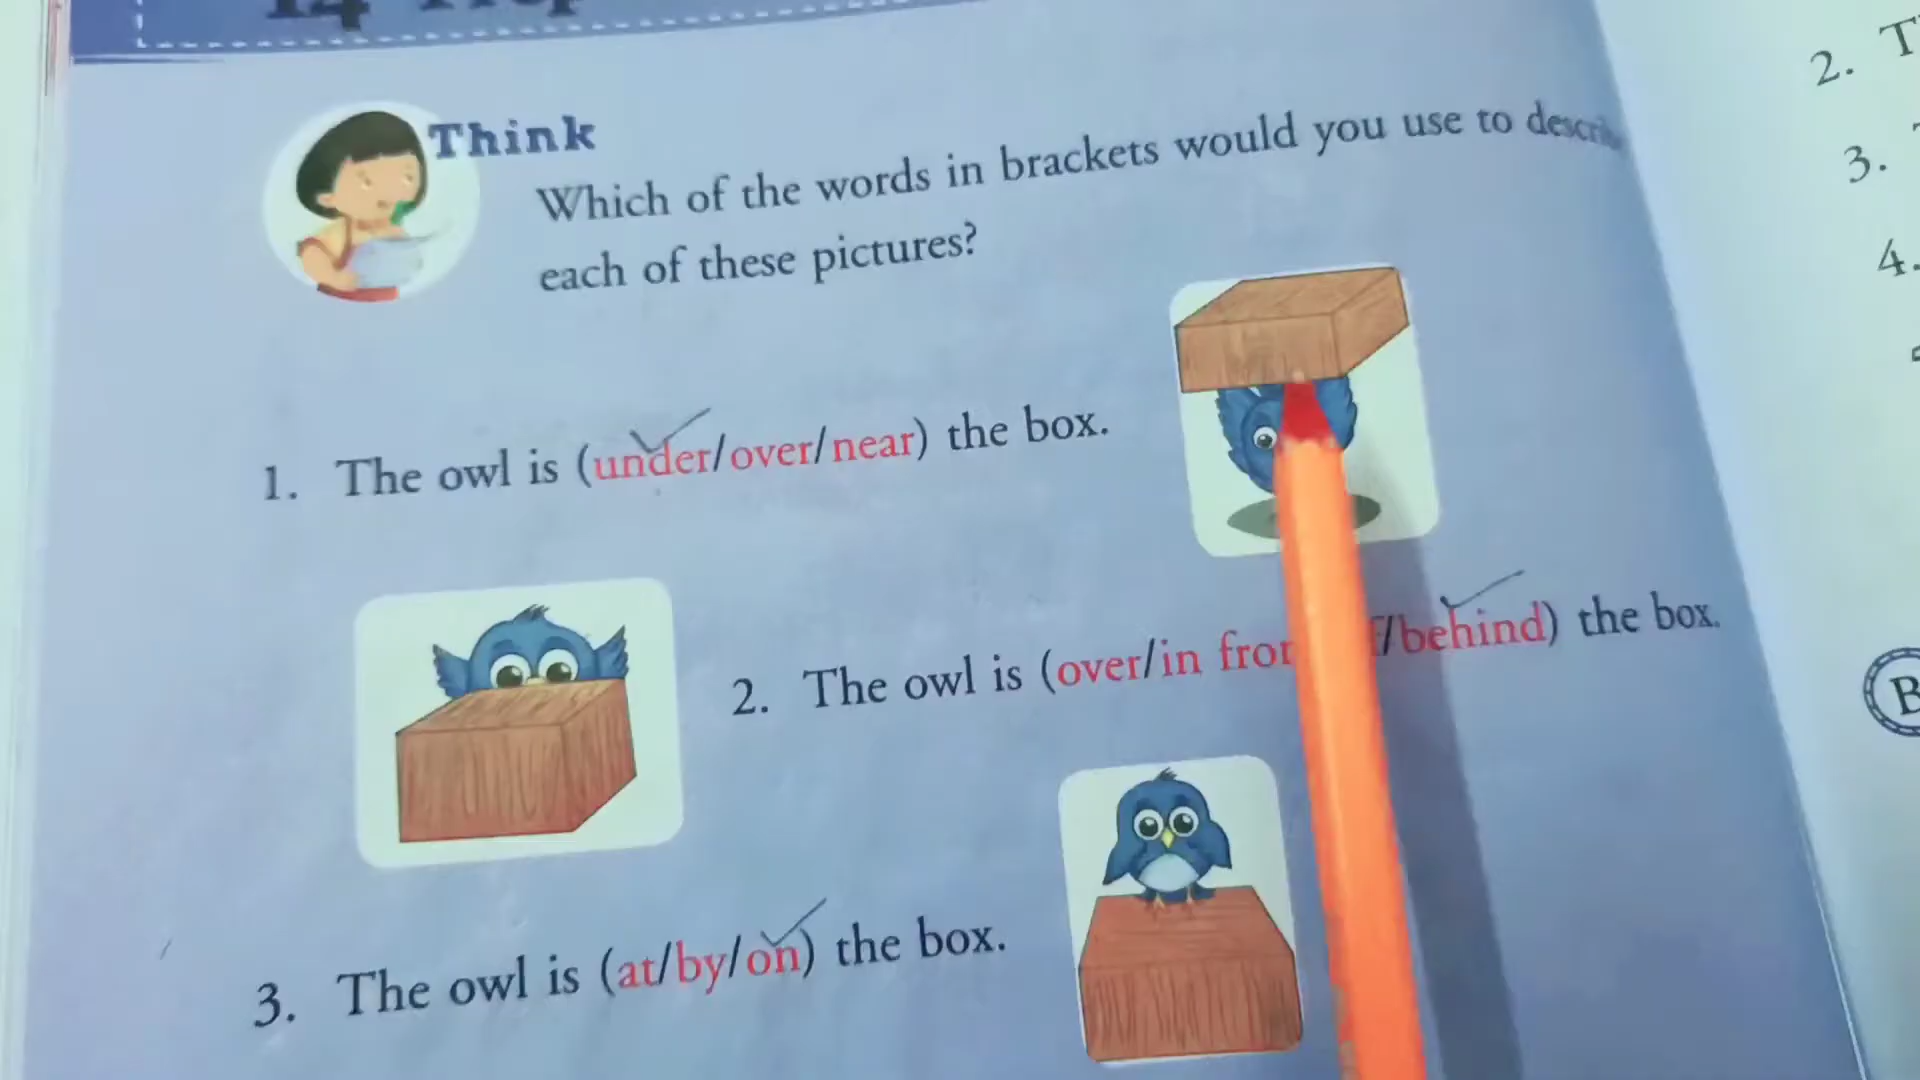 14
Think
Which of the words in brackets would you use to
each of these pictures?
1. The owl is (under/over/near) the box.
2. The owl is (over/in /behind) the box.
3. The owl is (at/by/on) the box.
2.
3.
4.
B